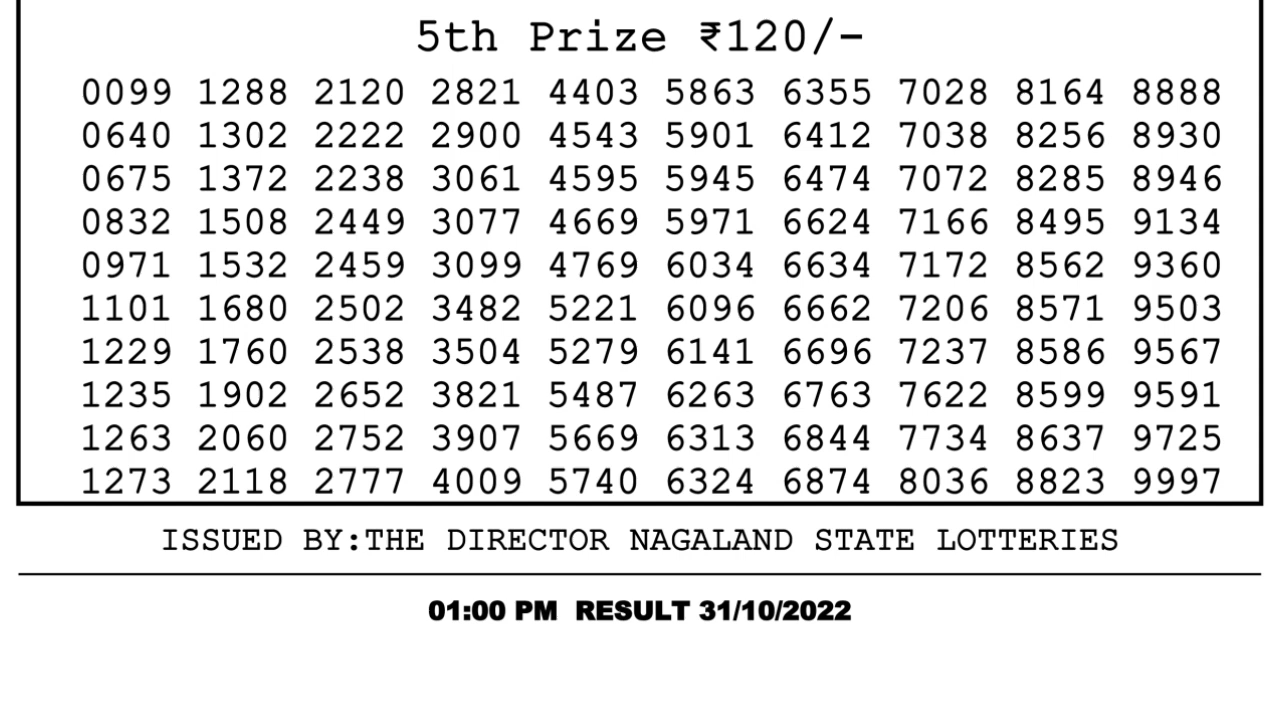 5th Prize ₹120/-
0099 1288 2120 2821 4403 5863 6355 7028 8164 8888
0640 1302 2222 2900 4543 5901 6412 7038 8256 8930
0675 1372 2238 3061 4595 5945 6474 7072 8285 8946
0832 1508 2449 3077 4669 5971 6624 7166 8495 9134
0971 1532 2459 3099 4769 6034 6634 7172 8562 9360
1101 1680 2502 3482 5221 6096 6662 7206 8571 9503
1229 1760 2538 3504 5279 6141 6696 7237 8586 9567
1235 1902 2652 3821 5487 6263 6763 7622 8599 9591
1263 2060 2752 3907 5669 6313 6844 7734 8637 9725
1273 2118 2777 4009 5740 6324 6874 8036 8823 9997
ISSUED BY:THE DIRECTOR NAGALAND STATE LOTTERIES
01:00 PM RESULT 31/10/2022